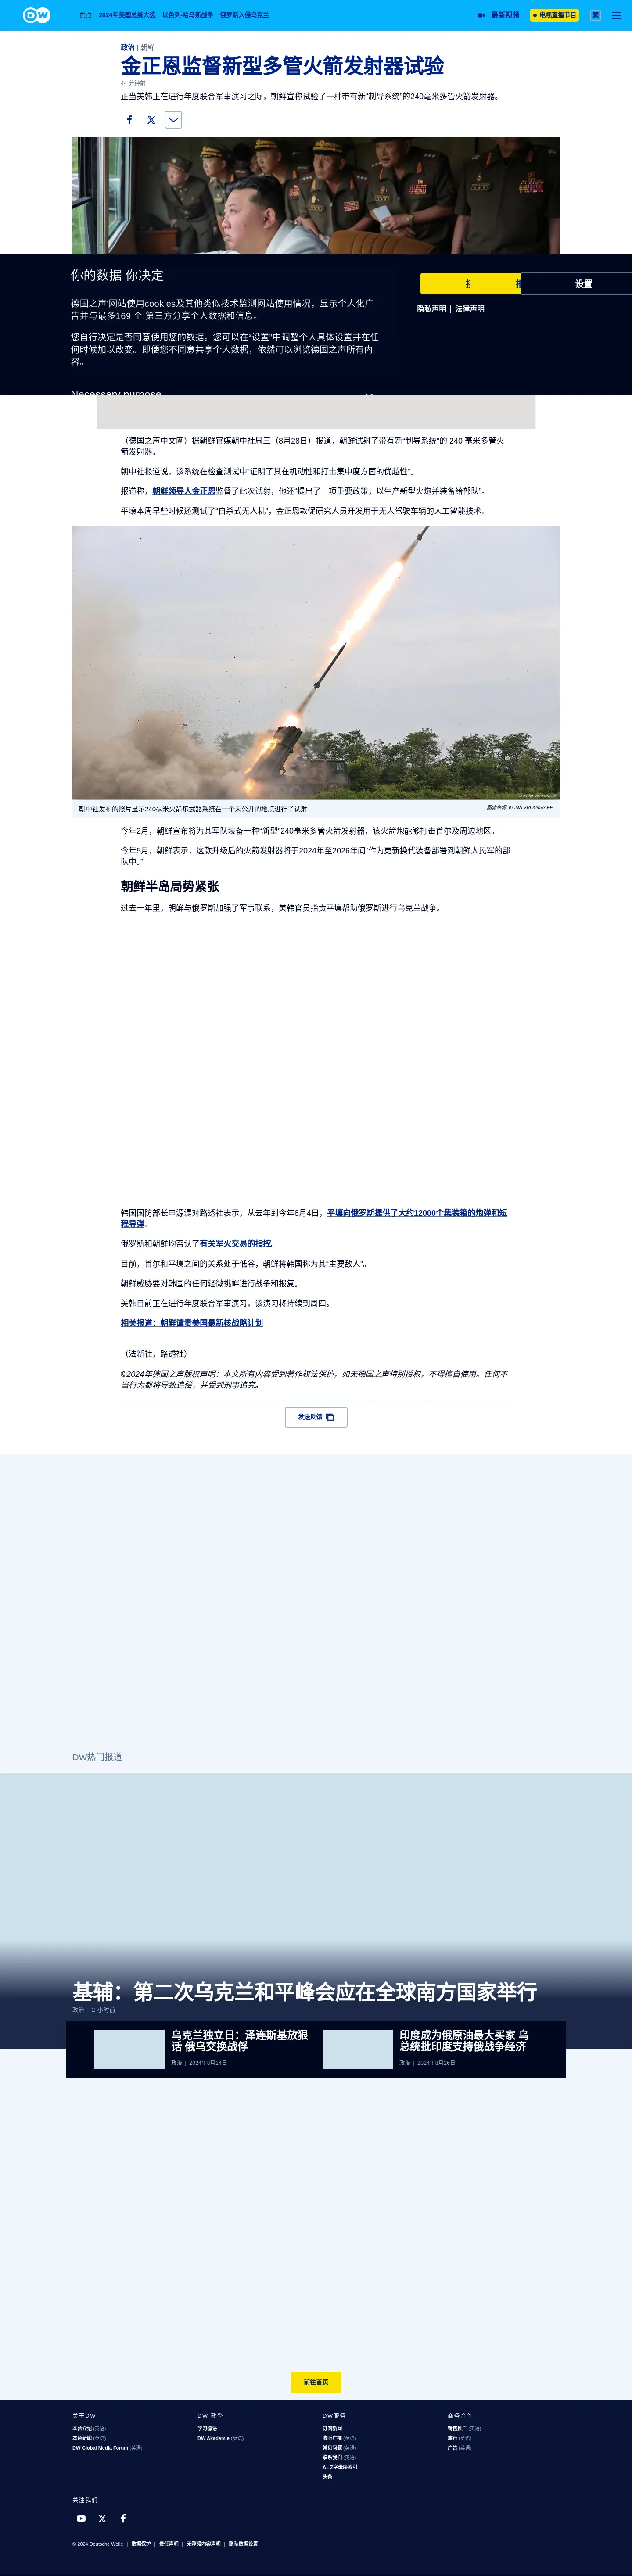 DW
焦点 2024年美国总统大选 以色列-哈马斯战争 俄罗斯入侵乌克兰 最新视频 电视直播节目 繁
政治 | 朝鲜
金正恩监督新型多管火箭发射器试验
44 分钟前
正当美韩正在进行年度联合军事演习之际，朝鲜宣称试验了一种带有新“制导系统”的240毫米多管火箭发射器。
你的数据 你决定
德国之声'网站使用cookies及其他类似技术监测网站使用情况，显示个人化广
告并与最多169 个;第三方分享个人数据和信息。
您自行决定是否同意使用您的数据。您可以在“设置”中调整个人具体设置并在任
何时候加以改变。即便您不同意共享个人数据，依然可以浏览德国之声所有内
容。
Necessary purpose
设置
隐私声明 | 法律声明
（德国之声中文网）据朝鲜官媒朝中社周三（8月28日）报道，朝鲜试射了带有新“制导系统”的 240 毫米多管火
箭发射器。
朝中社报道说，该系统在检查测试中“证明了其在机动性和打击集中度方面的优越性”。
报道称，朝鲜领导人金正恩监督了此次试射，他还“提出了一项重要政策，以生产新型火炮并装备给部队”。
平壤本周早些时候还测试了“自杀式无人机”，金正恩敦促研究人员开发用于无人驾驶车辆的人工智能技术。
© KCNA VIA KNS/AFP
朝中社发布的照片显示240毫米火箭炮武器系统在一个未公开的地点进行了试射
图像来源: KCNA VIA KNS/AFP
今年2月，朝鲜宣布将为其军队装备一种“新型”240毫米多管火箭发射器，该火箭炮能够打击首尔及周边地区。
今年5月，朝鲜表示，这款升级后的火箭发射器将于2024年至2026年间“作为更新换代装备部署到朝鲜人民军的部
队中。”
朝鲜半岛局势紧张
过去一年里，朝鲜与俄罗斯加强了军事联系，美韩官员指责平壤帮助俄罗斯进行乌克兰战争。
韩国国防部长申源湜对路透社表示，从去年到今年8月4日，平壤向俄罗斯提供了大约12000个集装箱的炮弹和短
程导弹。
俄罗斯和朝鲜均否认了有关军火交易的指控。
目前，首尔和平壤之间的关系处于低谷，朝鲜将韩国称为其“主要敌人”。
朝鲜威胁要对韩国的任何轻微挑衅进行战争和报复。
美韩目前正在进行年度联合军事演习，该演习将持续到周四。
相关报道：朝鲜谴责美国最新核战略计划
（法新社，路透社）
©2024年德国之声版权声明：本文所有内容受到著作权法保护，如无德国之声特别授权，不得擅自使用。任何不
当行为都将导致追偿，并受到刑事追究。
发送反馈
DW热门报道
基辅：第二次乌克兰和平峰会应在全球南方国家举行
政治 | 2 小时前
乌克兰独立日：泽连斯基放狠
话 俄乌交换战俘
政治 | 2024年8月24日
印度成为俄原油最大买家 乌
总统批印度支持俄战争经济
政治 | 2024年8月26日
前往首页
关于DW
本台介绍 (英语)
本台新闻 (英语)
DW Global Media Forum (英语)
DW 教學
学习德语
DW Akademie (英语)
DW服务
订阅新闻
收听广播 (英语)
常见问题 (英语)
联系我们 (英语)
A - Z字母序索引
头条
商务合作
销售推广 (英语)
旅行 (英语)
广告 (英语)
关注我们
© 2024 Deutsche Welle | 数据保护 | 责任声明 | 无障碍内容声明 | 隐私数据设置